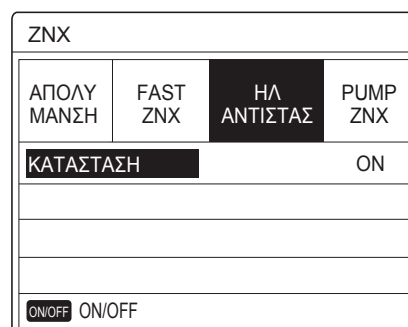 ZNX
ΑΠΟΛΥ
ΜΑΝΣΗ
FAST
ZNX
ΗΛ
ΑΝΤΙΣΤΑΣ
PUMP
ZNX
ΚΑΤΑΣΤΑΣΗ ON
ON/OFF ON/OFF